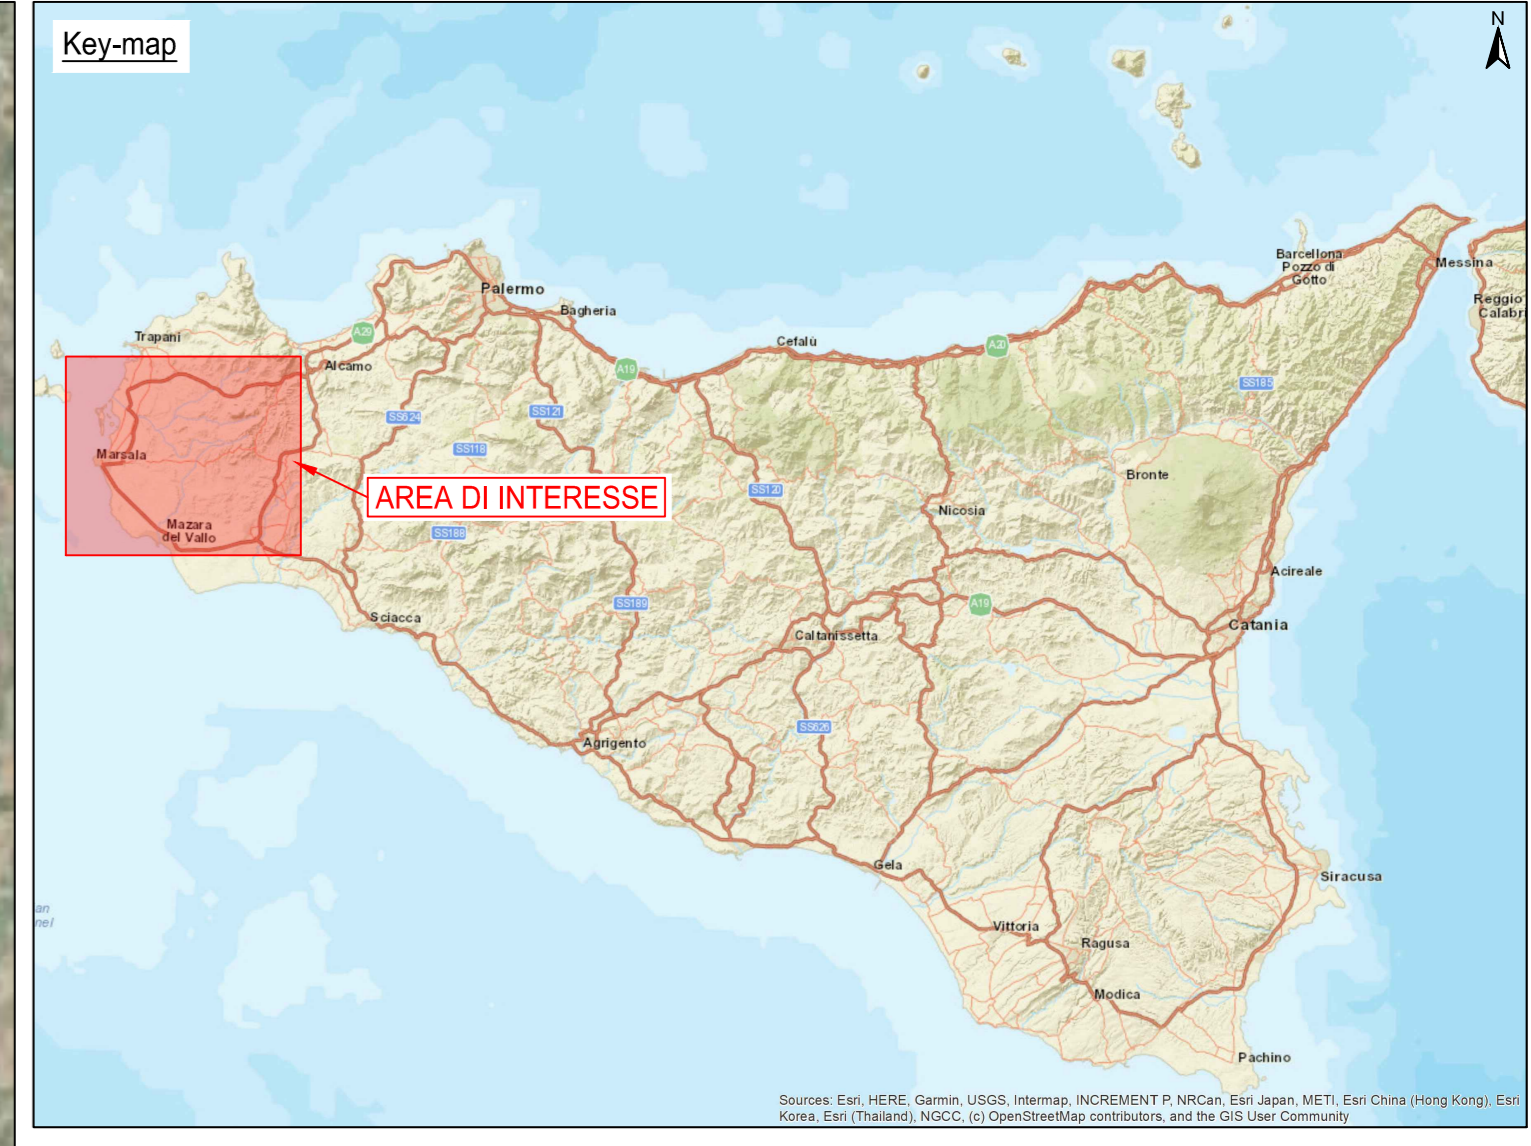 Key-map
N
Palermo
Bagheria
Trapani
A29
Alcamo
A19
Cefalù
A20
Barcellona
Pozzo di
Gotto
Messina
Reggio
Calabri
SS185
SS624
SS121
SS118
Marsala
AREA DI INTERESSE
SS120
Bronte
Nicosia
Mazara
del Vallo
SS188
Acireale
SS189
A19
Sciacca
Caltanissetta
Catania
SS626
Agrigento
Gela
Siracusa
an
nel
Vittoria
Ragusa
Modica
Pachino
Sources: Esri, HERE, Garmin, USGS, Intermap, INCREMENT P, NRCan, Esri Japan, METI, Esri China (Hong Kong), Esri
Korea, Esri (Thailand), NGCC, (c) OpenStreetMap contributors, and the GIS User Community